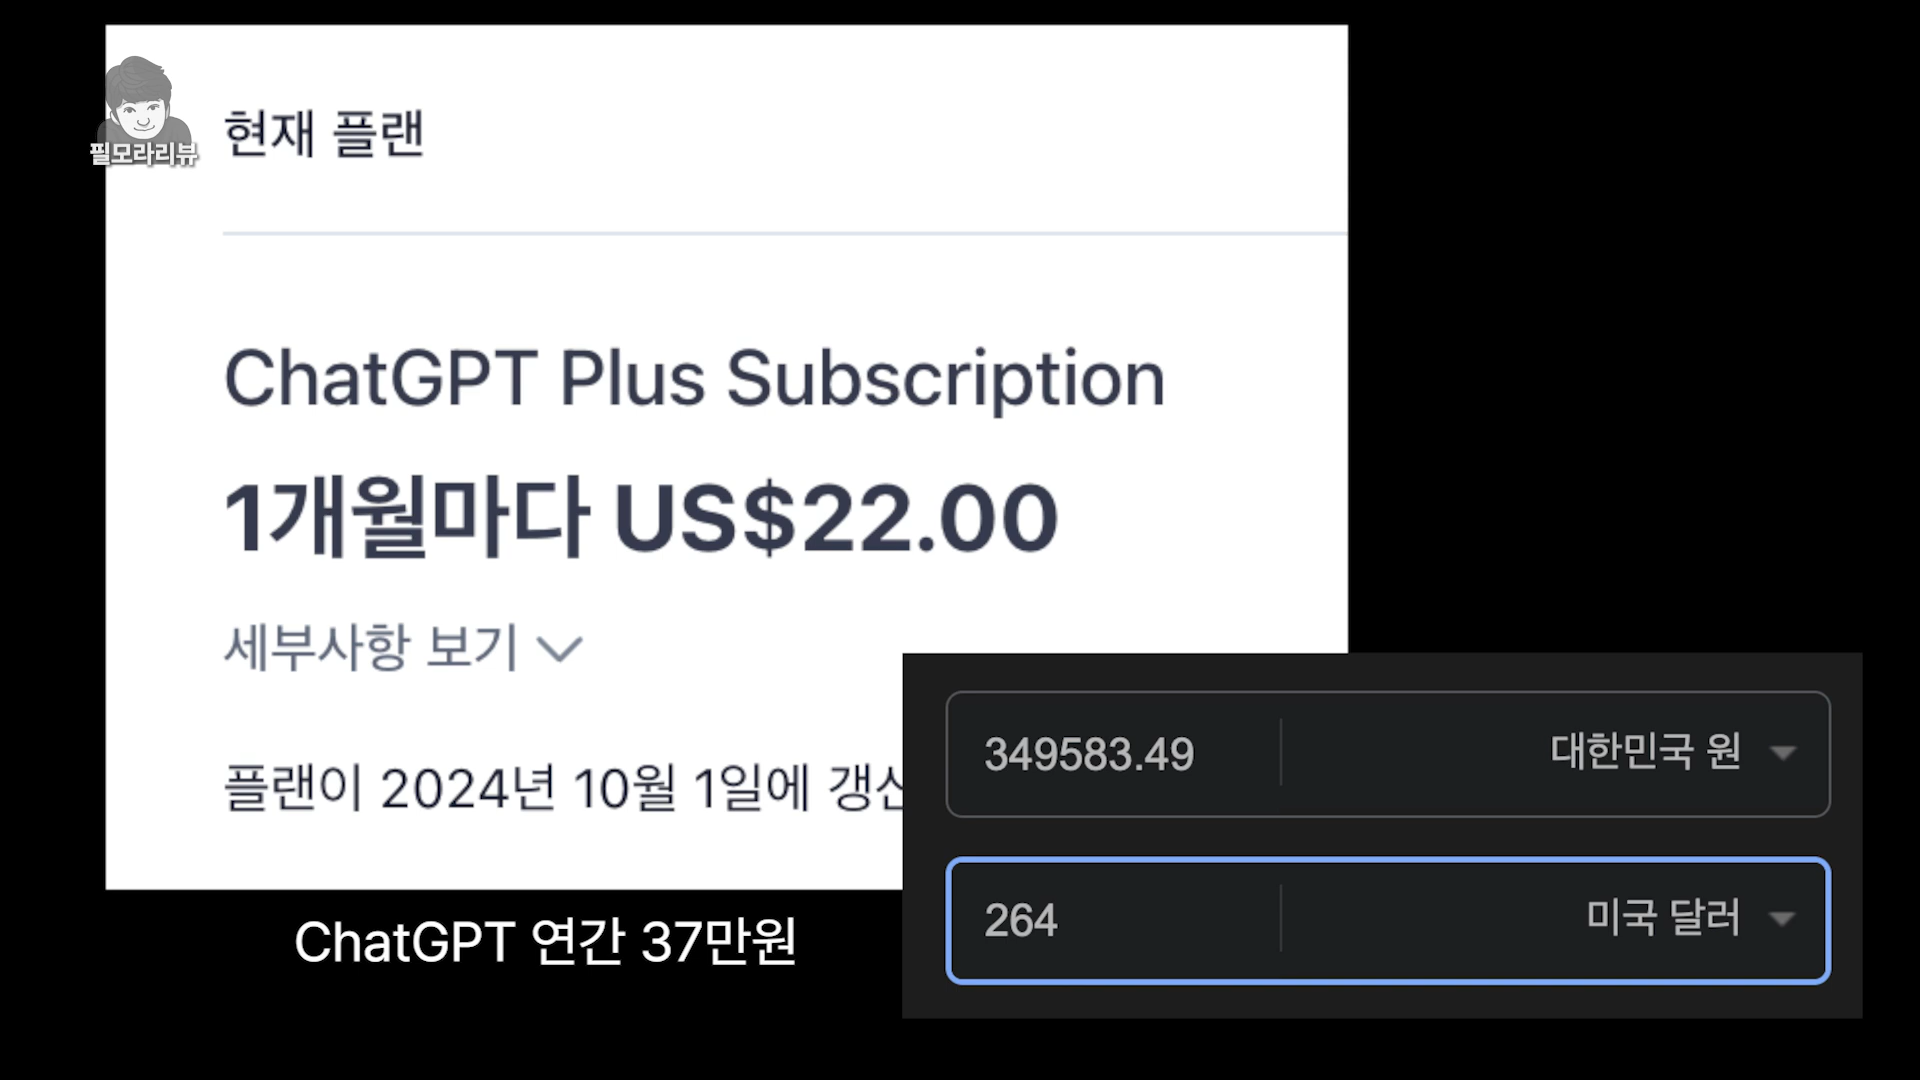 필모라리뷰
현재 플랜
ChatGPT Plus Subscription
1개월마다 US$22.00
세부사항 보기
플랜이 2024년 10월 1일에 갱신
349583.49 대한민국 원
264 미국 달러
ChatGPT 연간 37만원